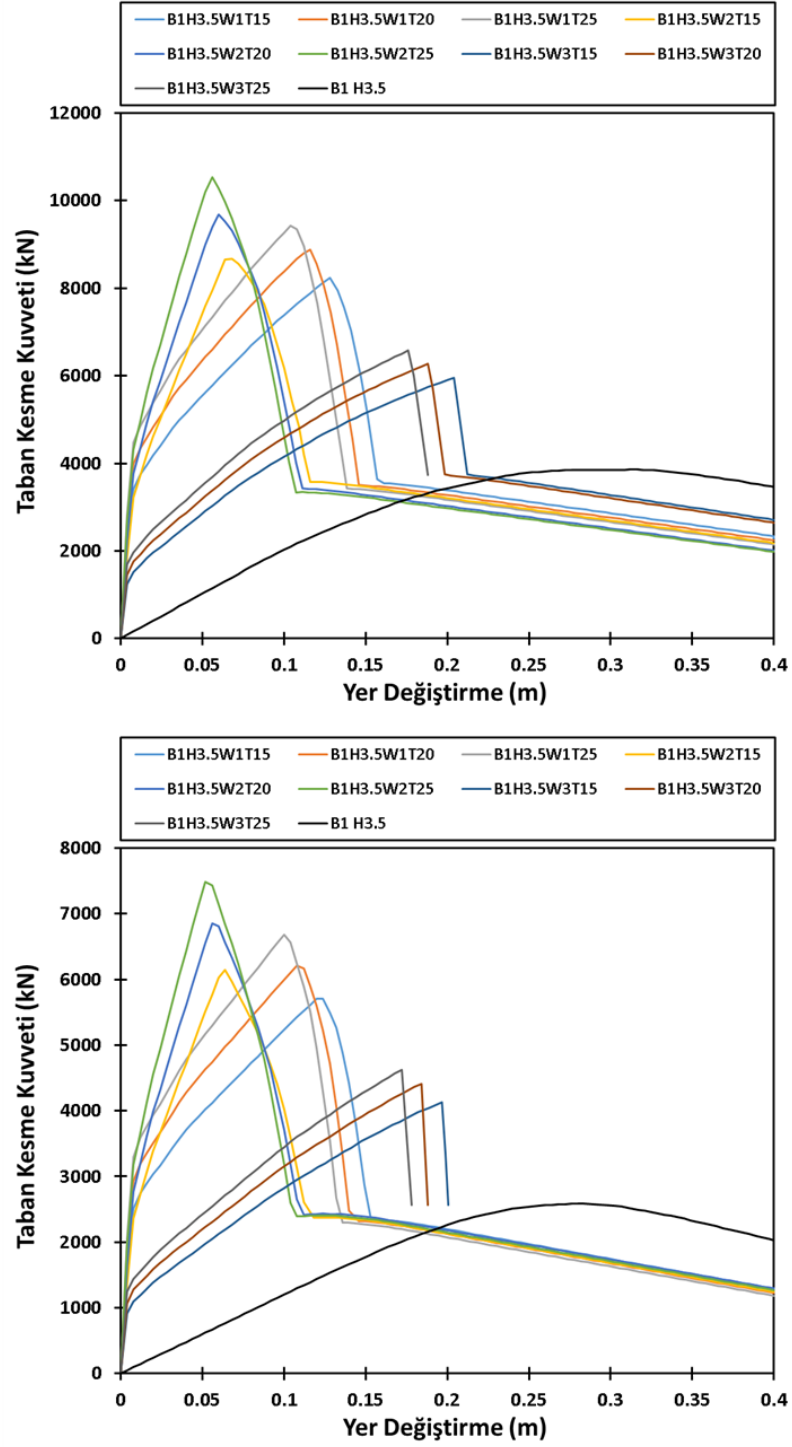 B1H3.5W1T15 B1H3.5W1T20 B1H3.5W1T25 B1H3.5W2T15
B1H3.5W2T20 B1H3.5W2T25 B1H3.5W3T15 B1H3.5W3T20
B1H3.5W3T25 B1 H3.5
12000
10000
8000
6000
4000
2000
0
Taban Kesme Kuvveti (kN)
0 0.05 0.1 0.15 0.2 0.25 0.3 0.35 0.4
Yer Değiştirme (m)
B1H3.5W1T15 B1H3.5W1T20 B1H3.5W1T25 B1H3.5W2T15
B1H3.5W2T20 B1H3.5W2T25 B1H3.5W3T15 B1H3.5W3T20
B1H3.5W3T25 B1 H3.5
8000
7000
6000
5000
4000
3000
2000
1000
0
Taban Kesme Kuvveti (kN)
0 0.05 0.1 0.15 0.2 0.25 0.3 0.35 0.4
Yer Değiştirme (m)